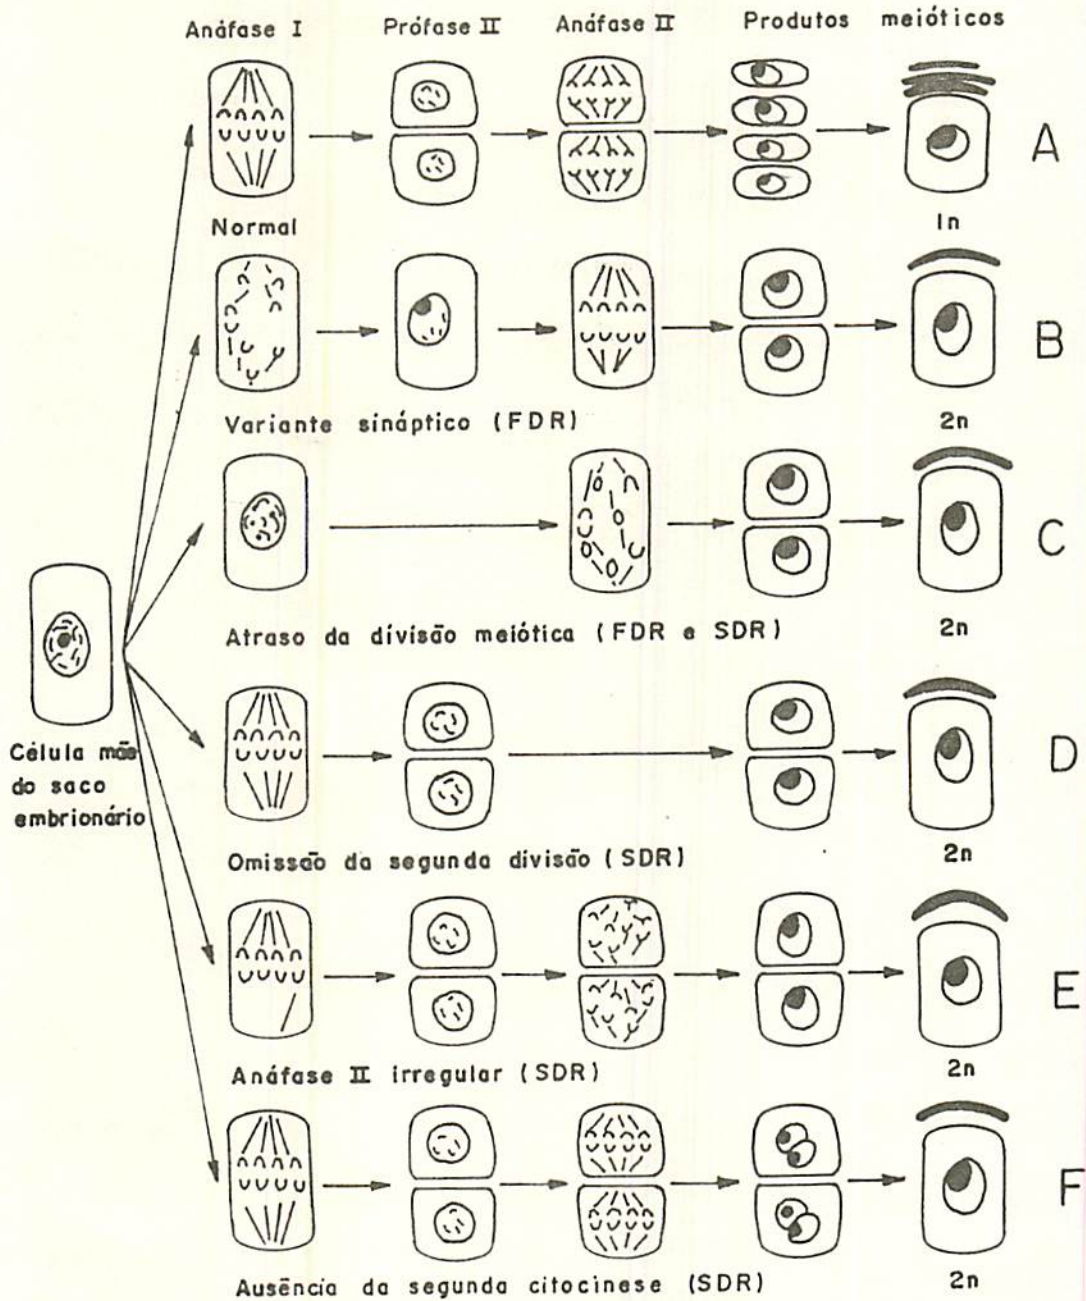 Anáfase I Prófase II Anáfase II Produtos meióticos
A
Normal
1n
B
Variante sináptico (FDR)
2n
C
Atraso da divisão meiótica (FDR e SDR)
2n
Célula mãe
do saco
embrionário
D
Omissão da segunda divisão (SDR)
2n
E
Anáfase II irregular (SDR)
2n
F
Ausência da segunda citocinese (SDR)
2n